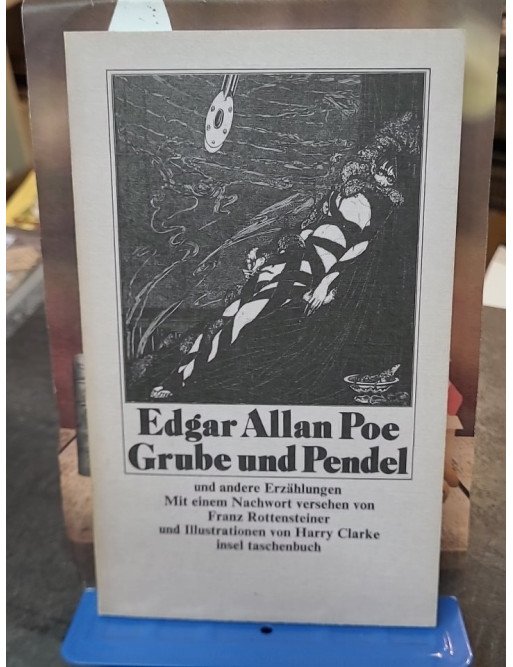 Edgar Allan Poe
Grube und Pendel
und andere Erzählungen
Mit einem Nachwort versehen von
Franz Rottensteiner
und Illustrationen von Harry Clarke
insel taschenbuch